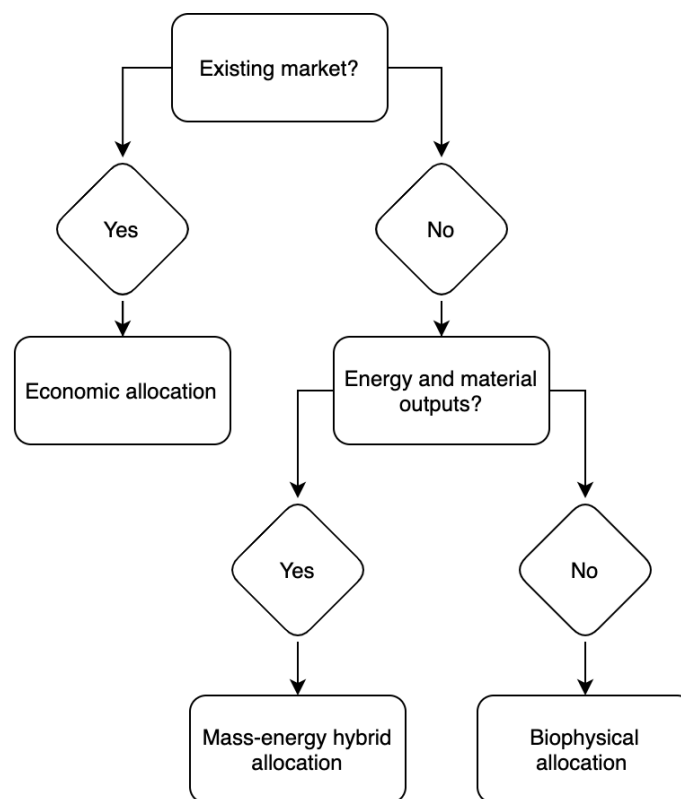 Existing market?
Yes
No
Economic allocation
Energy and material
outputs?
Yes
No
Mass-energy hybrid
allocation
Biophysical
allocation